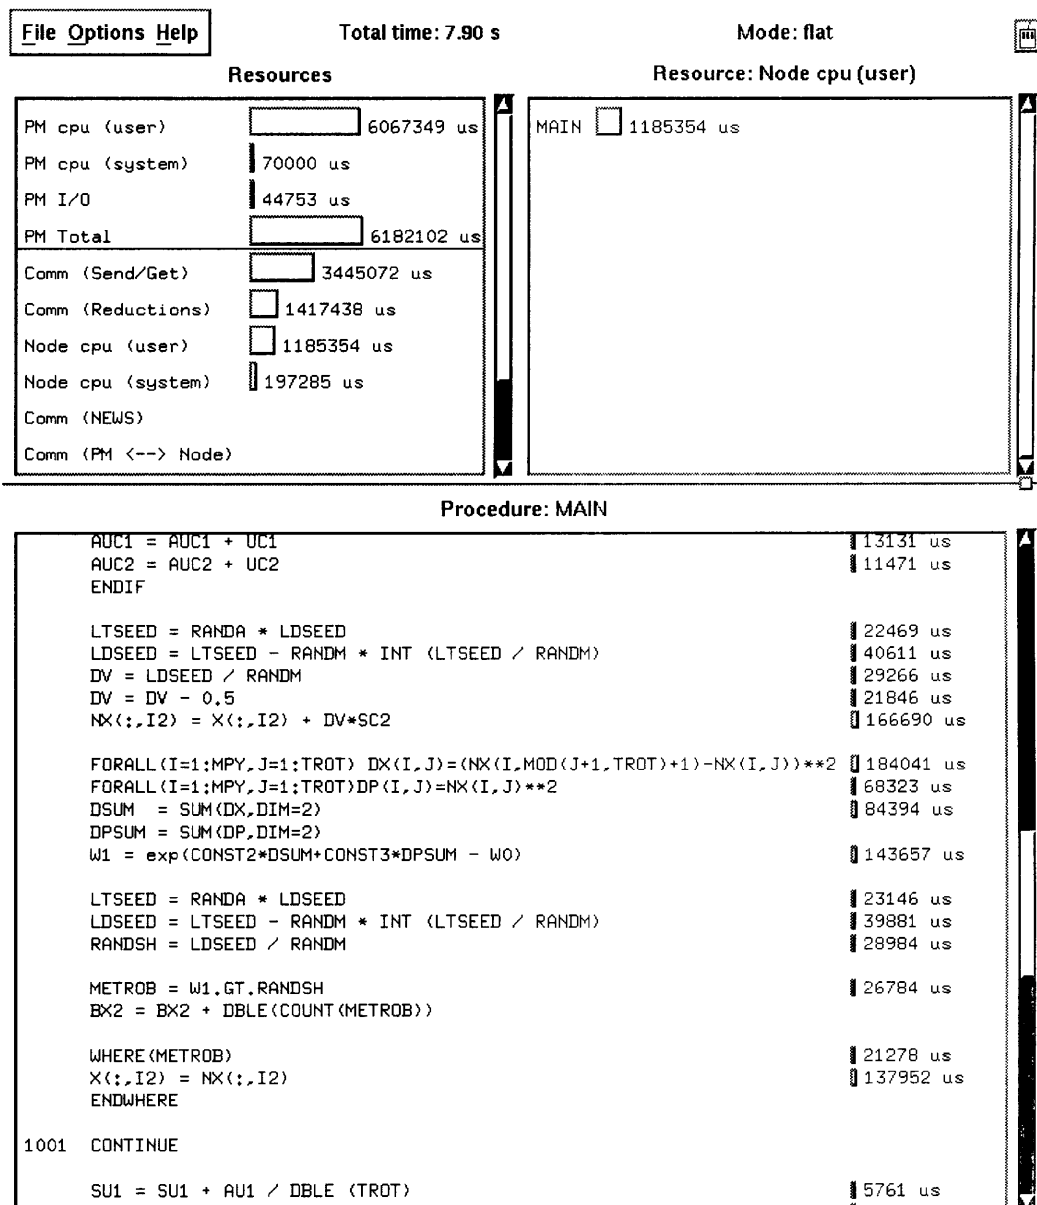 File Options Help Total time: 7.90 s Mode: flat
Resources
Resource: Node cpu (user)
PM cpu (user) 6067349 us
PM cpu (system) 70000 us
PM I/O 44753 us
PM Total 6182102 us
Comm (Send/Get) 3445072 us
Comm (Reductions) 1417438 us
Node cpu (user) 1185354 us
Node cpu (system) 197285 us
Comm (NEWS)
Comm (PM <--> Node)
MAIN 1185354 us
Procedure: MAIN
AUC1 = AUC1 + UC1 13131 us
AUC2 = AUC2 + UC2 11471 us
ENDIF
LTSEED = RANDA * LDSEED 22469 us
LDSEED = LTSEED - RANDM * INT (LTSEED / RANDM) 40611 us
DV = LDSEED / RANDM 29266 us
DV = DV - 0.5 21846 us
NX(:,I2) = X(:,I2) + DV*SC2 166690 us
FORALL(I=1:MPY,J=1:TROT) DX(I,J)=(NX(I,MOD(J+1,TROT)+1)-NX(I,J))**2 184041 us
FORALL(I=1:MPY,J=1:TROT)DP(I,J)=NX(I,J)**2 68323 us
DSUM = SUM(DX,DIM=2) 84394 us
DPSUM = SUM(DP,DIM=2)
W1 = exp(CONST2*DSUM+CONST3*DPSUM - W0) 143657 us
LTSEED = RANDA * LDSEED 23146 us
LDSEED = LTSEED - RANDM * INT (LTSEED / RANDM) 39881 us
RANDSH = LDSEED / RANDM 28984 us
METROB = W1.GT.RANDSH 26784 us
BX2 = BX2 + DBLE(COUNT(METROB))
WHERE(METROB) 21278 us
X(:,I2) = NX(:,I2) 137952 us
ENDWHERE
1001 CONTINUE
SU1 = SU1 + AU1 / DBLE (TROT) 5761 us